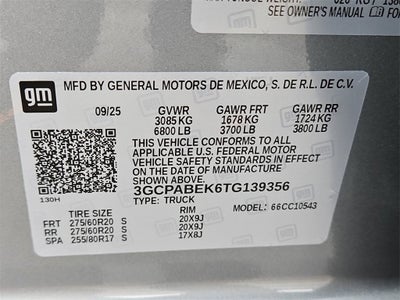 SEE OWNER'S MANUAL
gm
MFD BY GENERAL MOTORS DE MEXICO, S. DE R.L. DE C.V.
09/25 GVWR GAWR FRT GAWR RR
3085 KG 1678 KG 1724 KG
6800 LB 3700 LB 3800 LB
THIS VEHICLE CONFORMS TO ALL
APPLICABLE U.S. FEDERAL MOTOR
VEHICLE SAFETY STANDARDS IN EFFECT
ON THE DATE OF MANUFACTURE SHOWN ABOVE.
3GCPABEK6TG139356
130H TYPE: TRUCK MODEL: 66CC10543
TIRE SIZE RIM
FRT 275/60R20 S 20X9J
RR 275/60R20 S 20X9J
SPA 255/80R17 S 17X8J